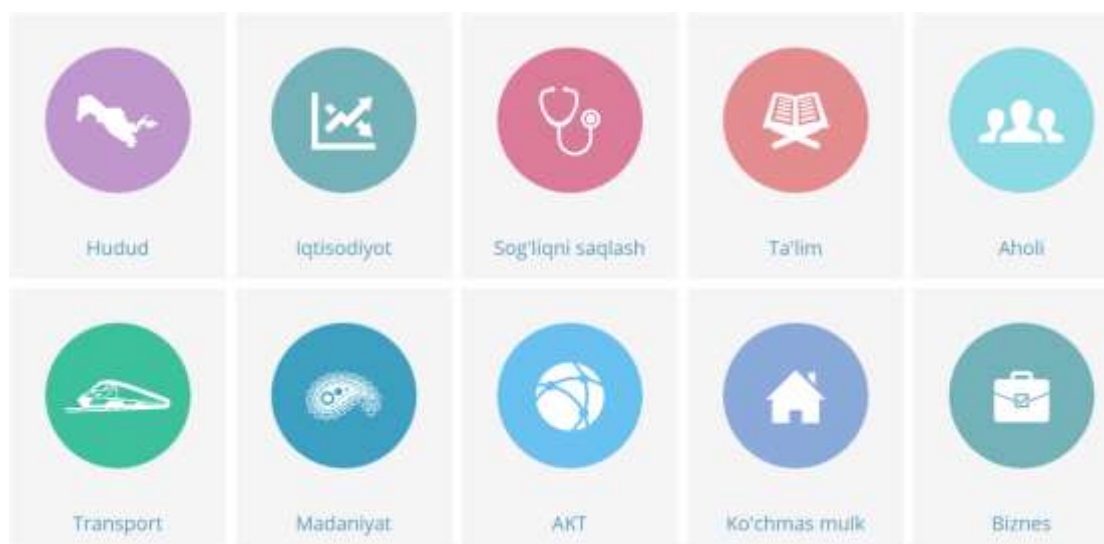 Hudud
Iqtisodiyot
Sog'liqni saqlash
Ta'lim
Aholi
Transport
Madaniyat
AKT
Ko'chmas mulk
Biznes